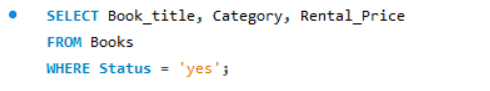 SELECT Book_title, Category, Rental_Price
FROM Books
WHERE Status = 'yes';